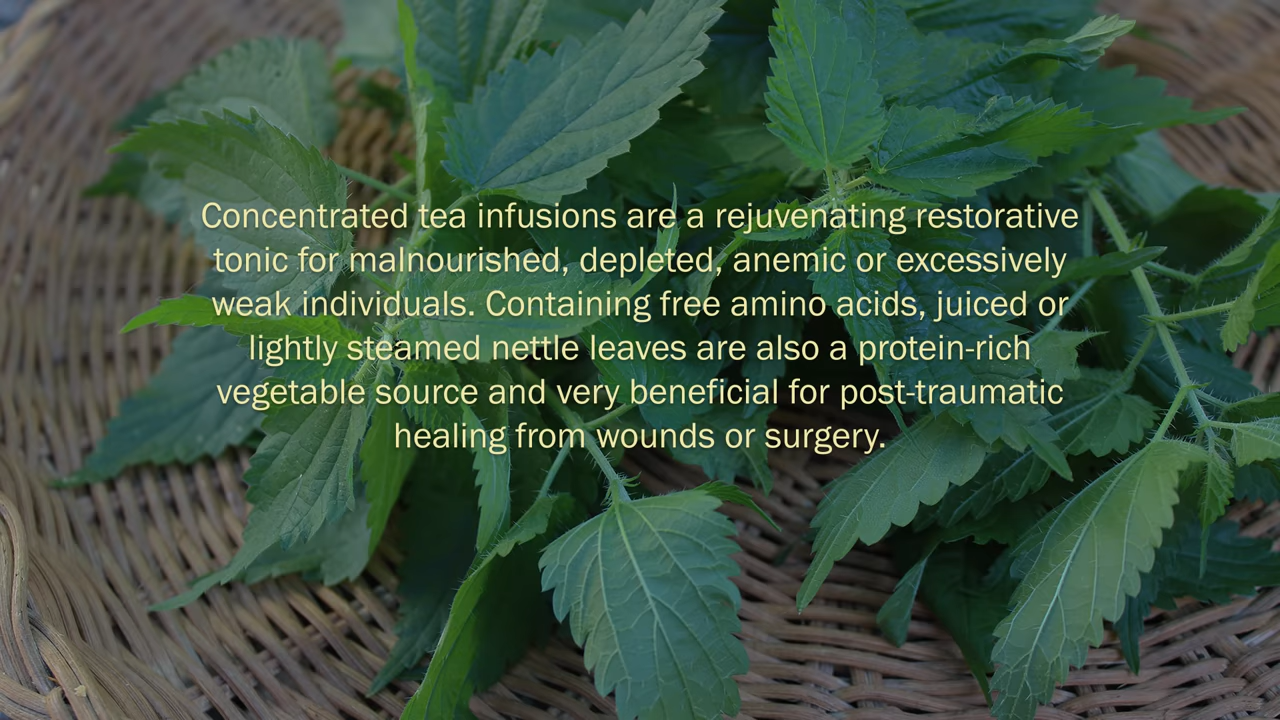 Concentrated tea infusions are a rejuvenating restorative
tonic for malnourished, depleted, anemic or excessively
weak individuals. Containing free amino acids, juiced or
lightly steamed nettle leaves are also a protein-rich
vegetable source and very beneficial for post-traumatic
healing from wounds or surgery.